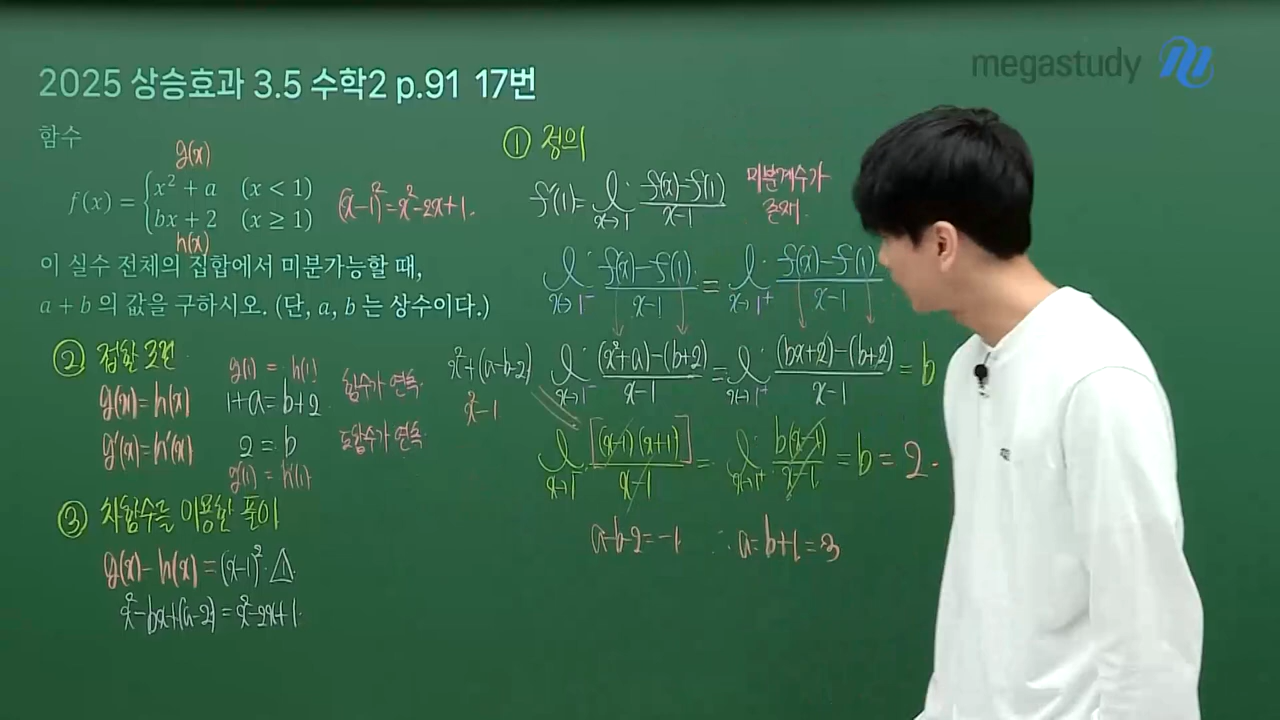 megastudy
2025 상승효과 3.5 수학2 p.91 17번
함수
g(x)
f(x) = { x² + a (x < 1)
bx + 2 (x ≥ 1)
h(x)
(x-1)² = x²-2x+1.
이 실수 전체의 집합에서 미분가능할 때,
a + b 의 값을 구하시오. (단, a, b 는 상수이다.)
② 접할 조건.
g(1) = h(1)
g(x) = h(x) 1+a = b+2 함수가 연속.
g'(x) = h'(x) 2 = b 도함수가 연속.
g'(1) = h'(1)
③ 차함수를 이용한 풀이
g(x) - h(x) = (x-1)²·△1
x²-bx+(a-2) = x²-2x+1.
① 정의
f'(1) = lim x→1 f(x)-f(1) / x-1 미분계수가
존재.
lim x→1⁻ f(x)-f(1) / x-1 = lim x→1⁺ f(x)-f(1) / x-1
x²+(a-b-2) lim x→1⁻ (x²+a)-(b+2) / x-1 = lim x→1⁺ (bx+2)-(b+2) / x-1 = b
x²-1
lim x→1⁻ [(x-1)(x+1)] / x-1 = lim x→1⁺ b(x-1) / x-1 = b = 2.
a-b-2 = -1 ∴ a = b+1 = 3